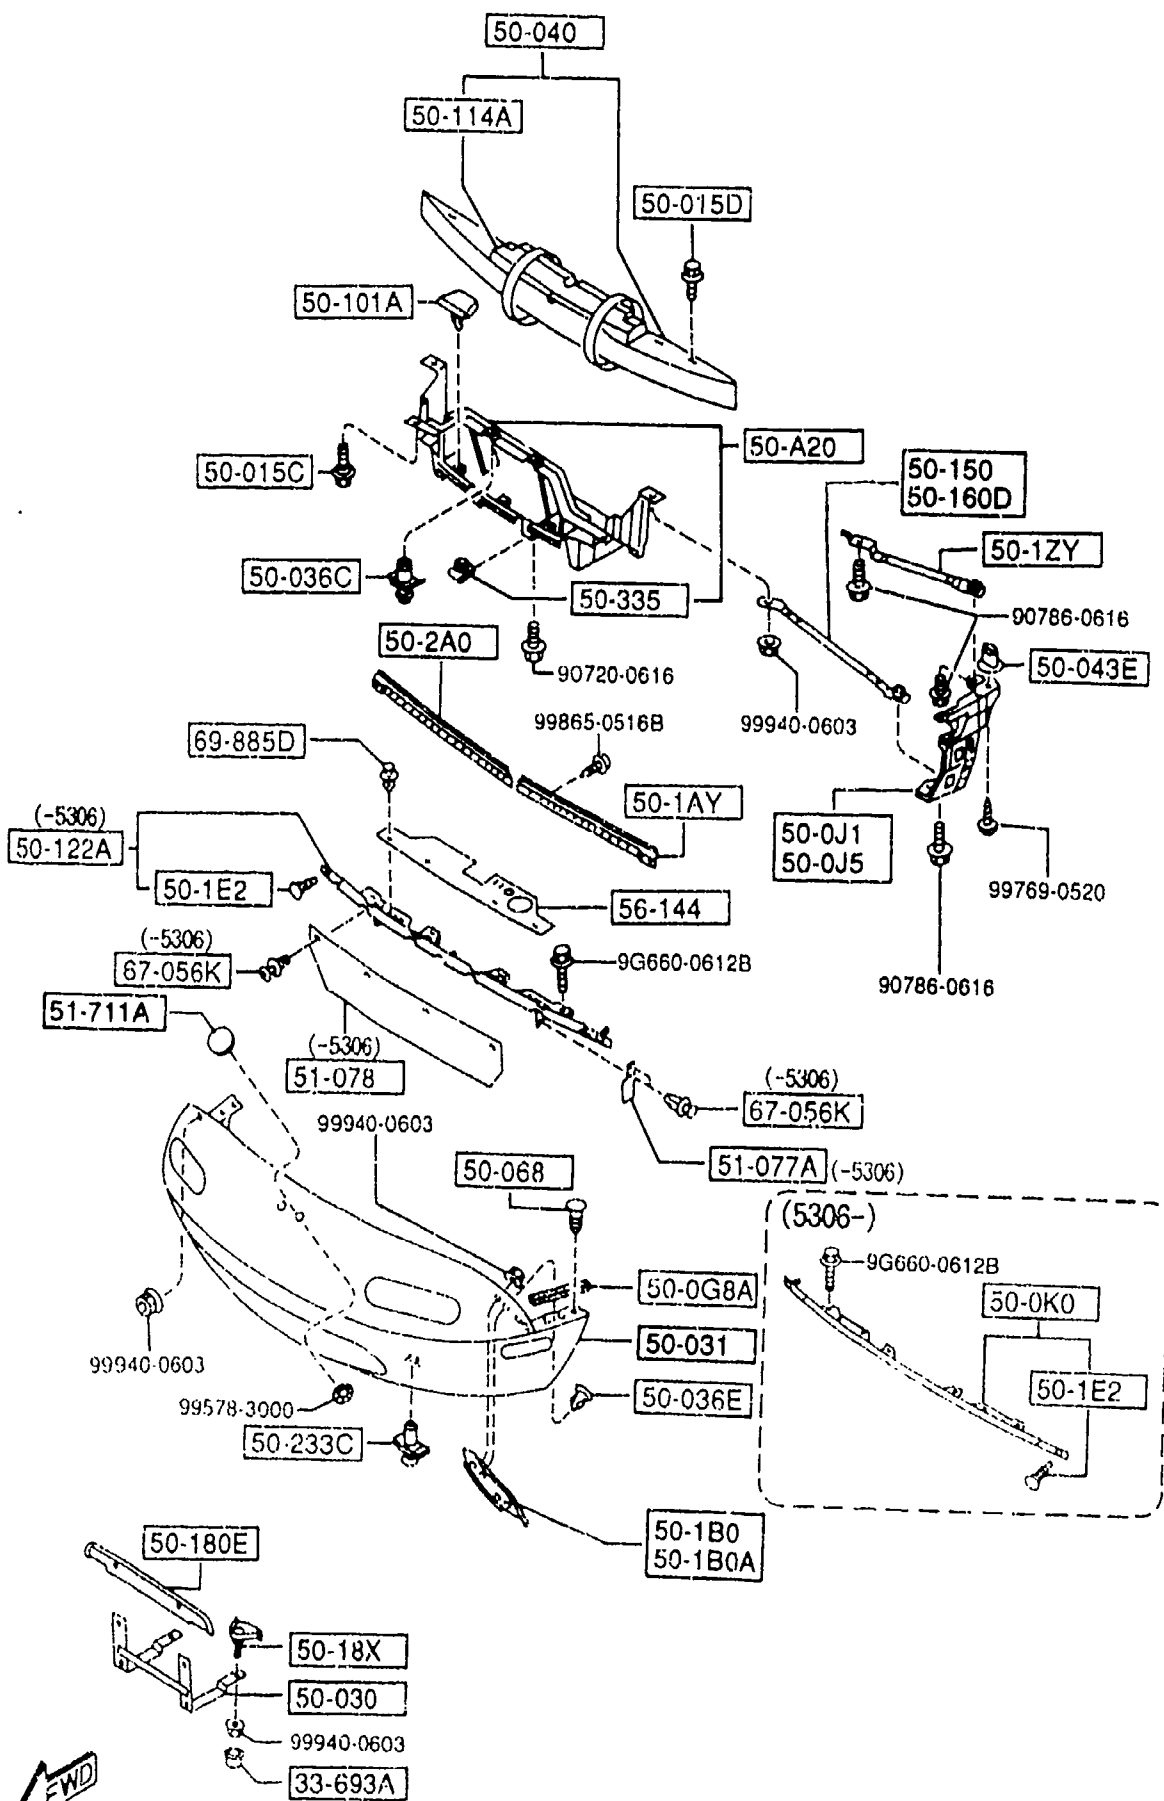 50-040
50-114A
50-015D
50-101A
50-A20
50-015C
50-150
50-160D
50-1ZY
50-036C
50-335
90786-0616
50-2A0
90720-0616
50-043E
99865-0516B
99940-0603
69-885D
50-1AY
(-5306)
50-122A
50-0J1
50-0J5
50-1E2
56-144
99769-0520
(-5306)
67-056K
9G660-0612B
90786-0616
51-711A
(-5306)
51-078
(-5306)
67-056K
99940-0603
50-068
51-077A (-5306)
(5306-)
9G660-0612B
50-0G8A
50-0K0
50-031
99940-0603
50-1E2
50-036E
99578-3000
50-233C
50-1B0
50-1B0A
50-180E
50-18X
50-030
99940-0603
FWD
33-693A